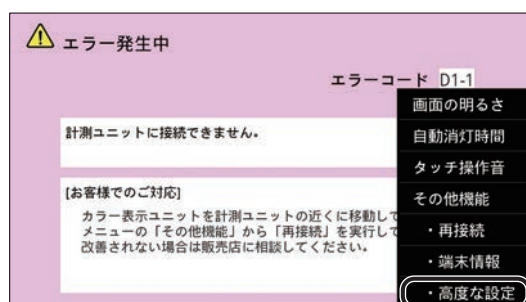 エラー発生中
エラーコード D1-1
計測ユニットに接続できません。
[お客様でのご対応]
カラー表示ユニットを計測ユニットの近くに移動して
メニューの「その他機能」から「再接続」を実行して
改善されない場合は販売店に相談してください。
画面の明るさ
自動消灯時間
タッチ操作音
その他機能
・再接続
・端末情報
・高度な設定